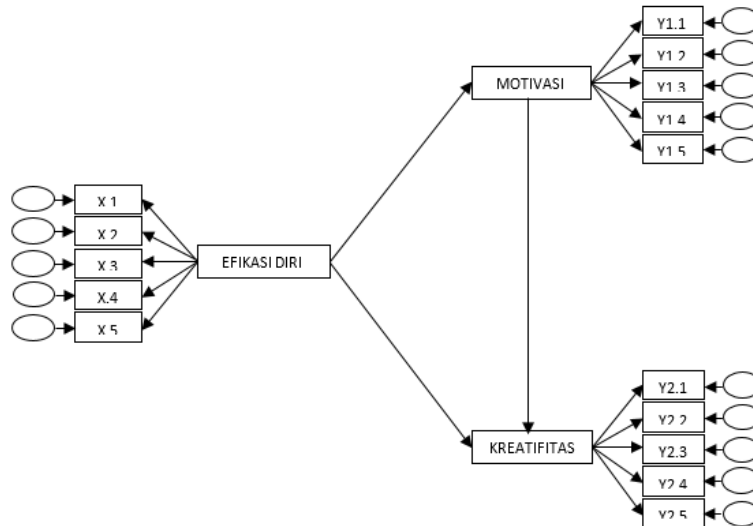 Y1.1
Y1.2
MOTIVASI
Y1.3
Y1.4
Y1.5
X.1
X.2
EFIKASI DIRI
X.3
X.4
X.5
Y2.1
Y2.2
KREATIFITAS
Y2.3
Y2.4
Y2.5